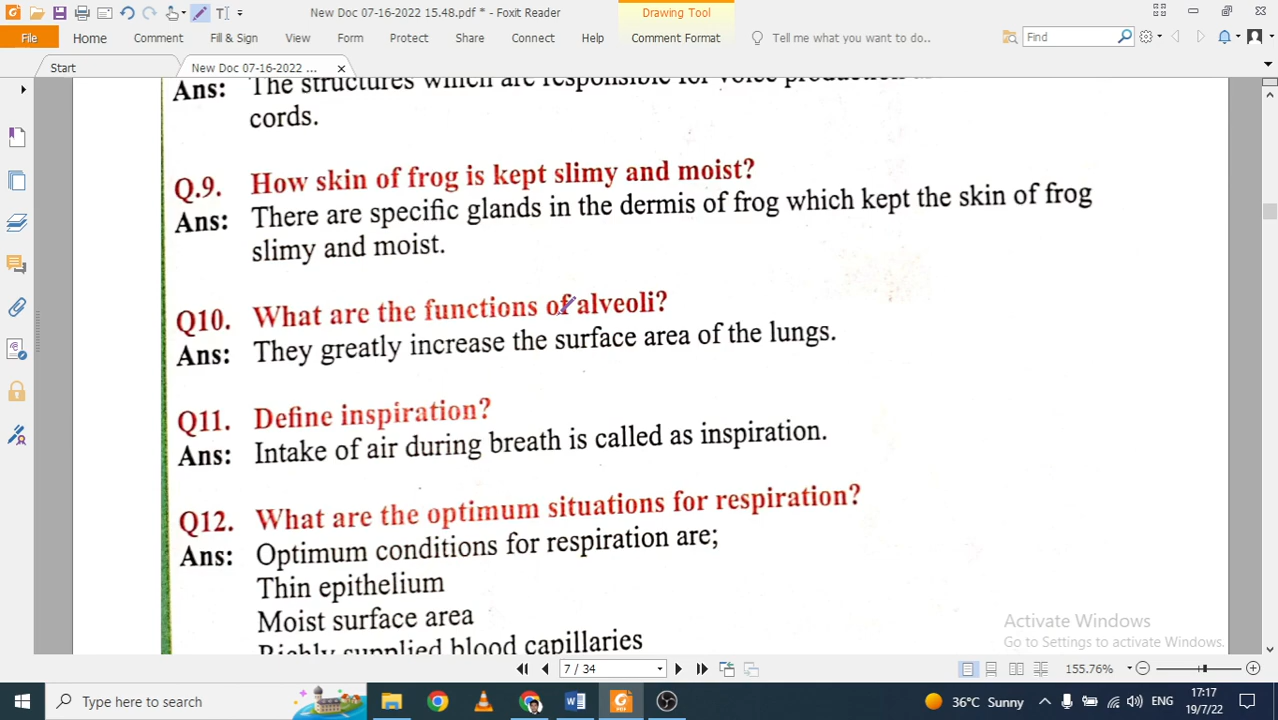 New Doc 07-16-2022 15.48.pdf * - Foxit Reader
Drawing Tool
File Home Comment Fill & Sign View Form Protect Share Connect Help Comment Format Tell me what you want to do.. Find
Start New Doc 07-16-2022 ...
Ans: The structures which are responsible for voice production
cords.
Q.9. How skin of frog is kept slimy and moist?
Ans: There are specific glands in the dermis of frog which kept the skin of frog
slimy and moist.
Q10. What are the functions of alveoli?
Ans: They greatly increase the surface area of the lungs.
Q11. Define inspiration?
Ans: Intake of air during breath is called as inspiration.
Q12. What are the optimum situations for respiration?
Ans: Optimum conditions for respiration are;
Thin epithelium
Moist surface area
Richly supplied blood capillaries
Activate Windows
Go to Settings to activate Windows.
7 / 34 155.76%
Type here to search 36°C Sunny ENG 17:17
19/7/22